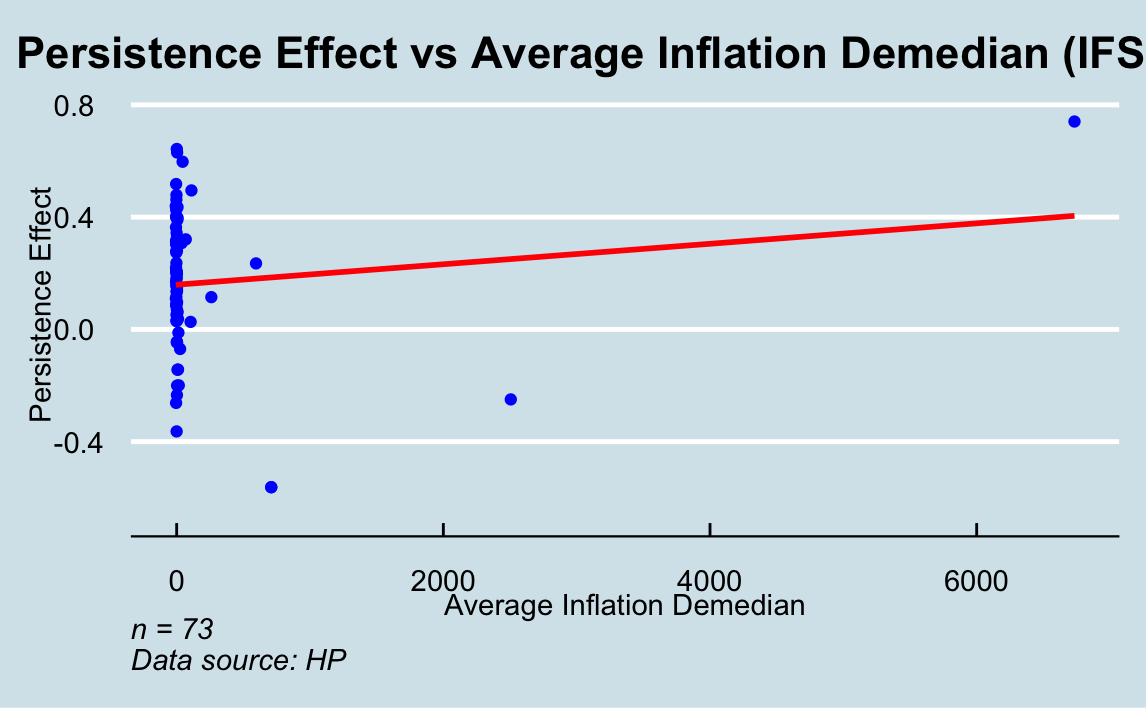 Persistence Effect vs Average Inflation Demedian (IFS
0.8
0.4
0.0
-0.4
Persistence Effect
0 2000 4000 6000
Average Inflation Demedian
n = 73
Data source: HP